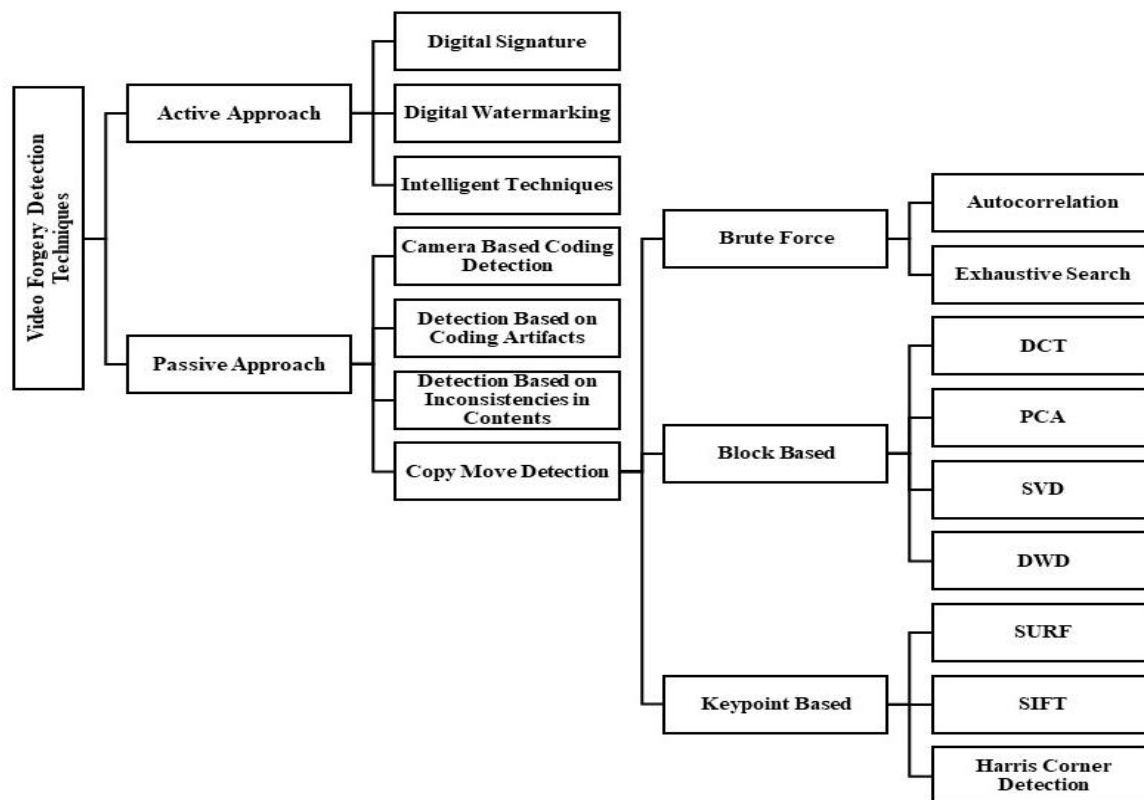 Video Forgery Detection
Techniques
Active Approach
Digital Signature
Digital Watermarking
Intelligent Techniques
Passive Approach
Camera Based Coding
Detection
Detection Based on
Coding Artifacts
Detection Based on
Inconsistencies in
Contents
Copy Move Detection
Brute Force
Autocorrelation
Exhaustive Search
Block Based
DCT
PCA
SVD
DWD
Keypoint Based
SURF
SIFT
Harris Corner
Detection